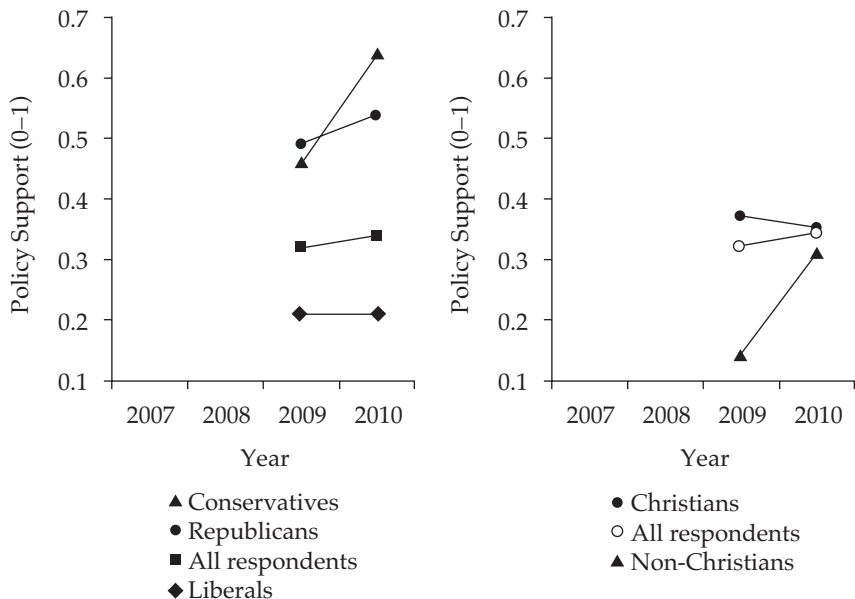 Policy Support (0–1)
0.7
0.6
0.5
0.4
0.3
0.2
0.1
2007 2008 2009 2010
Year
▲ Conservatives
● Republicans
■ All respondents
◆ Liberals
Policy Support (0–1)
0.7
0.6
0.5
0.4
0.3
0.2
0.1
2007 2008 2009 2010
Year
● Christians
○ All respondents
▲ Non-Christians